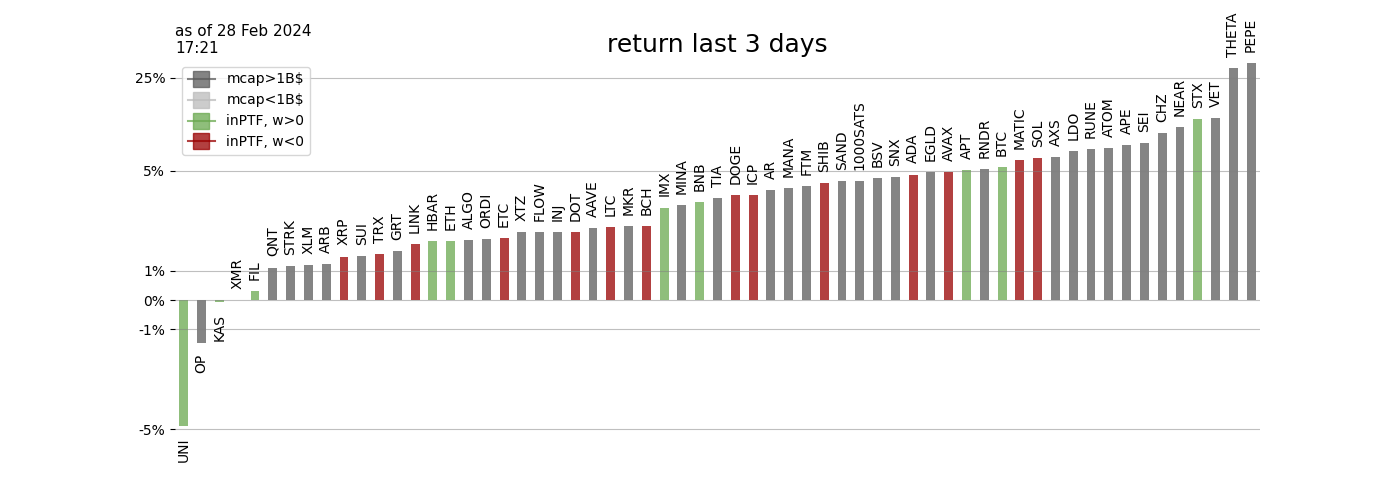 as of 28 Feb 2024
17:21
return last 3 days
mcap>1B$
mcap<1B$
inPTF, w>0
inPTF, w<0
25%
5%
1%
0%
-1%
-5%
UNI
OP
KAS
XMR
FIL
QNT
STRK
XLM
ARB
XRP
SUI
TRX
GRT
LINK
HBAR
ETH
ALGO
ORDI
ETC
XTZ
FLOW
INJ
DOT
AAVE
LTC
MKR
BCH
IMX
MINA
BNB
TIA
DOGE
ICP
AR
MANA
FTM
SHIB
SAND
1000SATS
BSV
SNX
ADA
EGLD
AVAX
APT
RNDR
BTC
MATIC
SOL
AXS
LDO
RUNE
ATOM
APE
SEI
CHZ
NEAR
STX
VET
THETA
PEPE